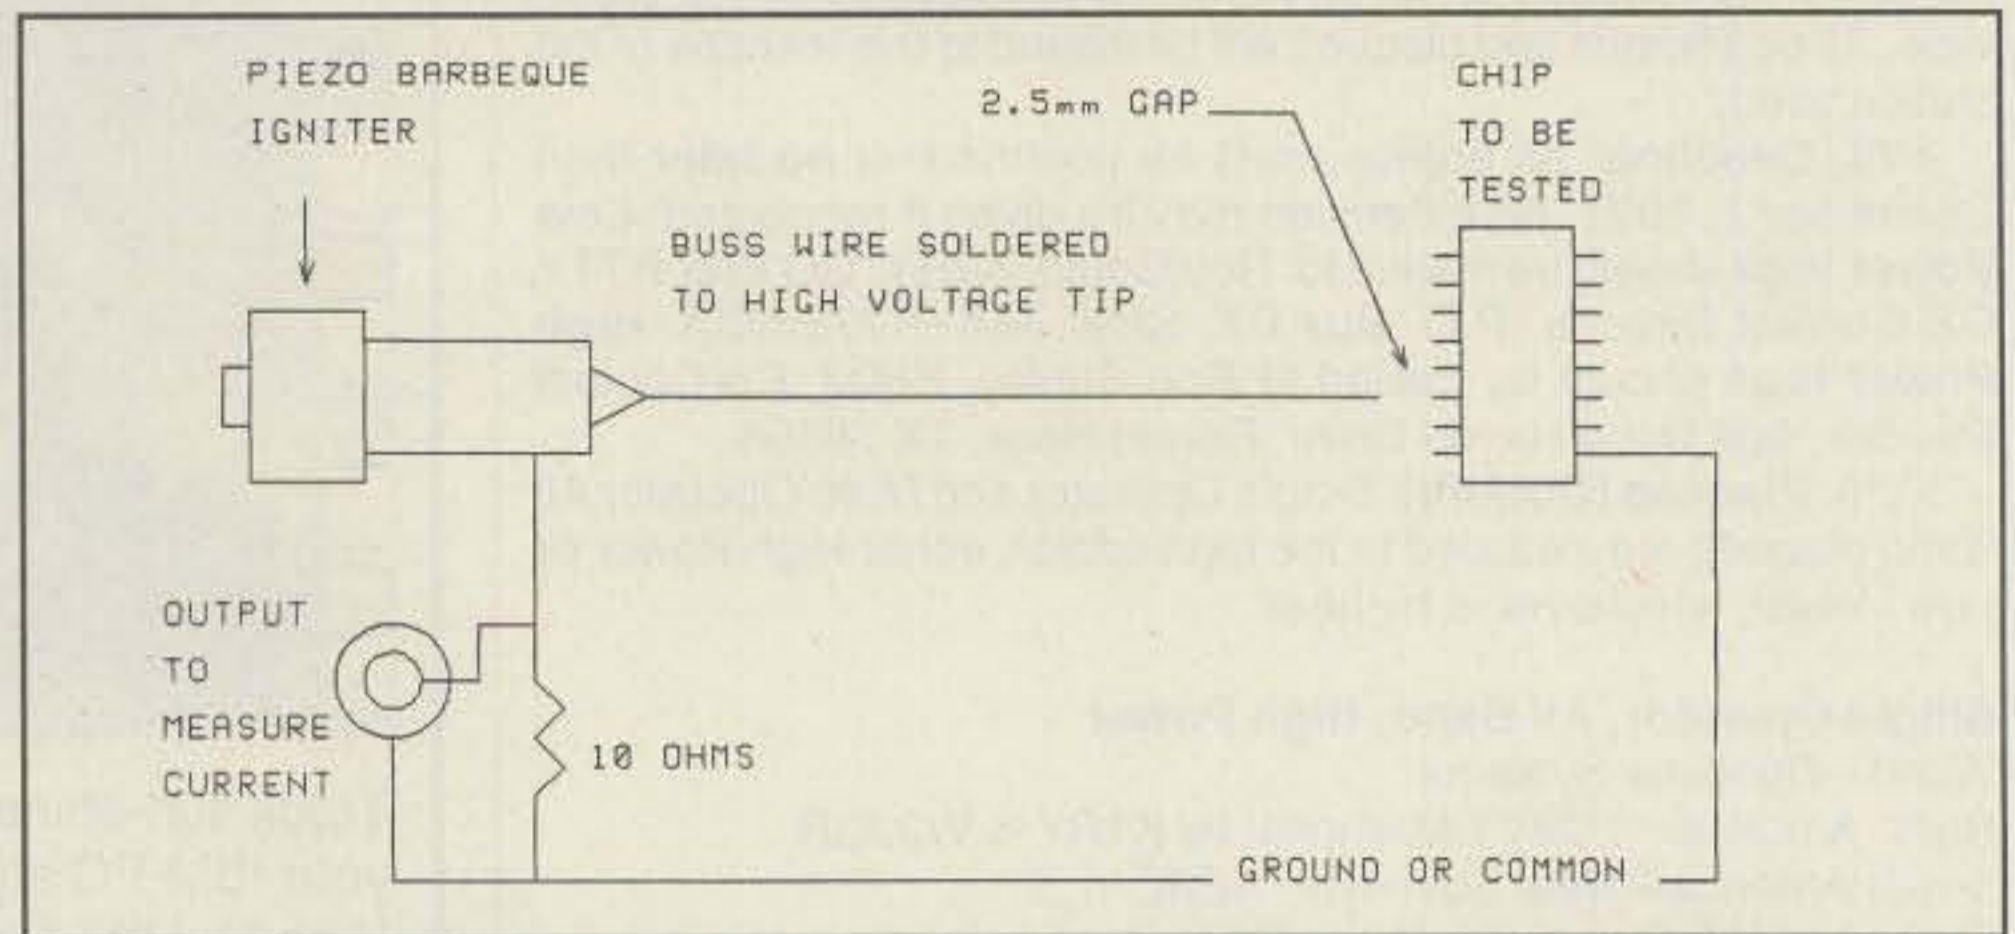 PIEZO BARBEQUE
IGNITER
2.5mm GAP
CHIP
TO BE
TESTED
BUSS WIRE SOLDERED
TO HIGH VOLTAGE TIP
OUTPUT
TO
MEASURE
CURRENT
10 OHMS
GROUND OR COMMON